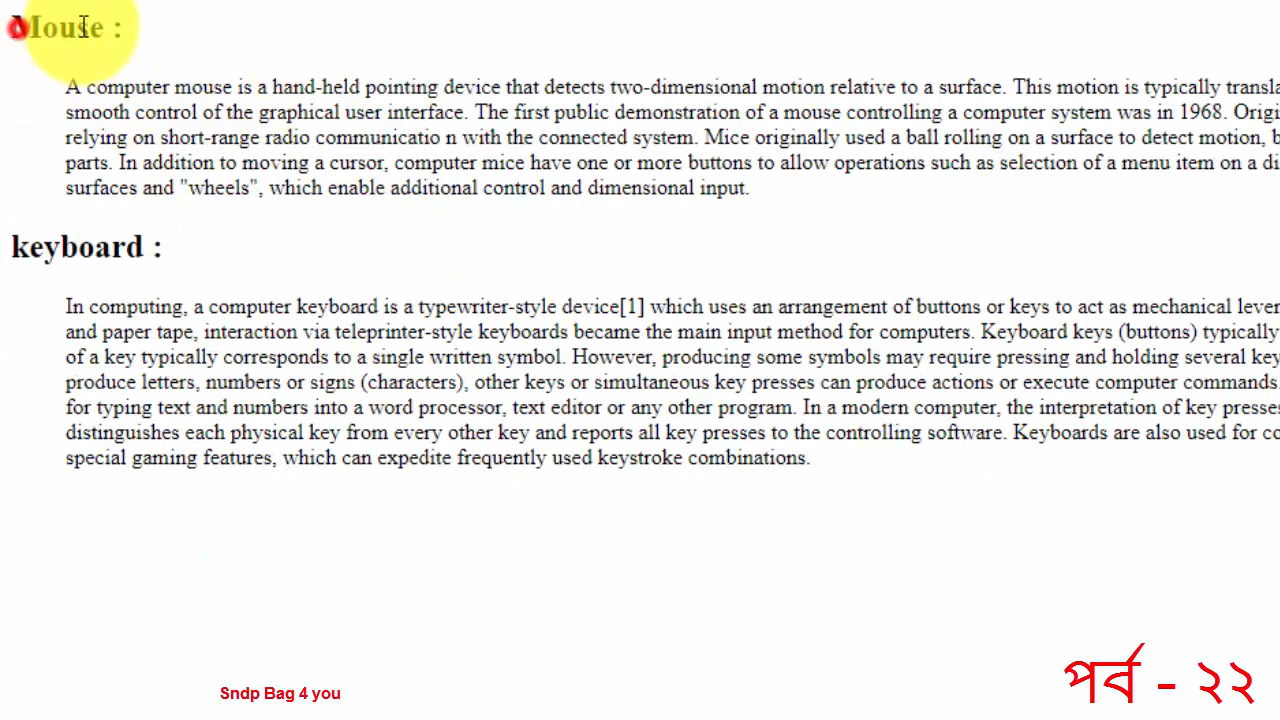 Mouse :
A computer mouse is a hand-held pointing device that detects two-dimensional motion relative to a surface. This motion is typically
smooth control of the graphical user interface. The first public demonstration of a mouse controlling a computer system was in 1968.
relying on short-range radio communicatio n with the connected system. Mice originally used a ball rolling on a surface to detect motion,
parts. In addition to moving a cursor, computer mice have one or more buttons to allow operations such as selection of a menu item on a
surfaces and "wheels", which enable additional control and dimensional input.
keyboard :
In computing, a computer keyboard is a typewriter-style device[1] which uses an arrangement of buttons or keys to act as mechanical
and paper tape, interaction via teleprinter-style keyboards became the main input method for computers. Keyboard keys (buttons) typically
of a key typically corresponds to a single written symbol. However, producing some symbols may require pressing and holding several
produce letters, numbers or signs (characters), other keys or simultaneous key presses can produce actions or execute computer commands.
for typing text and numbers into a word processor, text editor or any other program. In a modern computer, the interpretation of key presses
distinguishes each physical key from every other key and reports all key presses to the controlling software. Keyboards are also used for
special gaming features, which can expedite frequently used keystroke combinations.
Sndp Bag 4 you
পর্ব - ২২